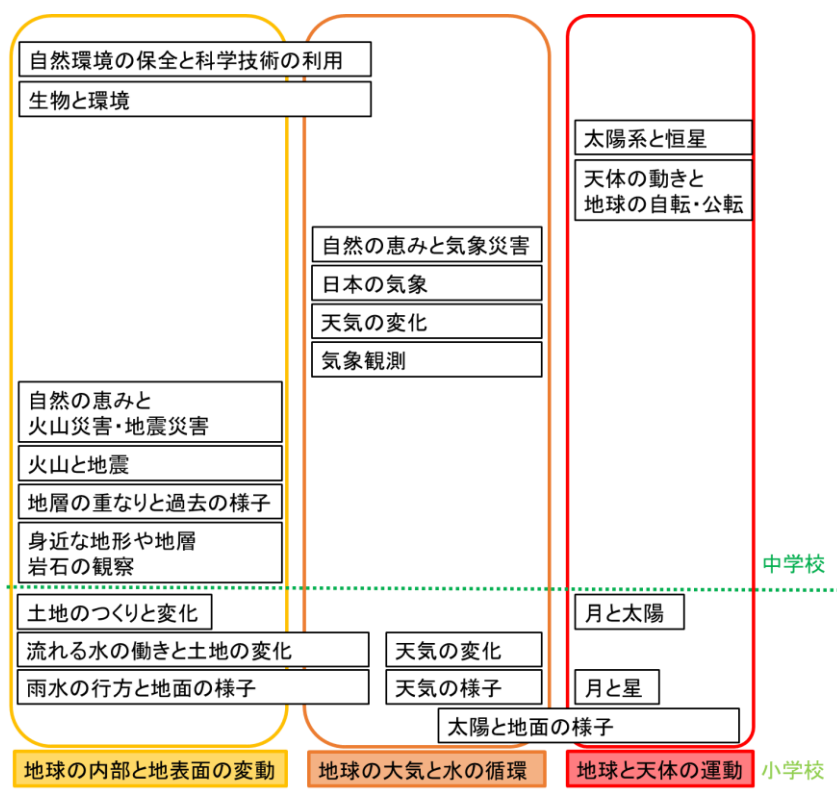 自然環境の保全と科学技術の利用
生物と環境
太陽系と恒星
天体の動きと
地球の自転・公転
自然の恵みと気象災害
日本の気象
天気の変化
気象観測
自然の恵みと
火山災害・地震災害
火山と地震
地層の重なりと過去の様子
身近な地形や地層
岩石の観察
中学校
土地のつくりと変化
月と太陽
流れる水の働きと土地の変化
天気の変化
雨水の行方と地面の様子
天気の様子
月と星
太陽と地面の様子
地球の内部と地表面の変動
地球の大気と水の循環
地球と天体の運動
小学校